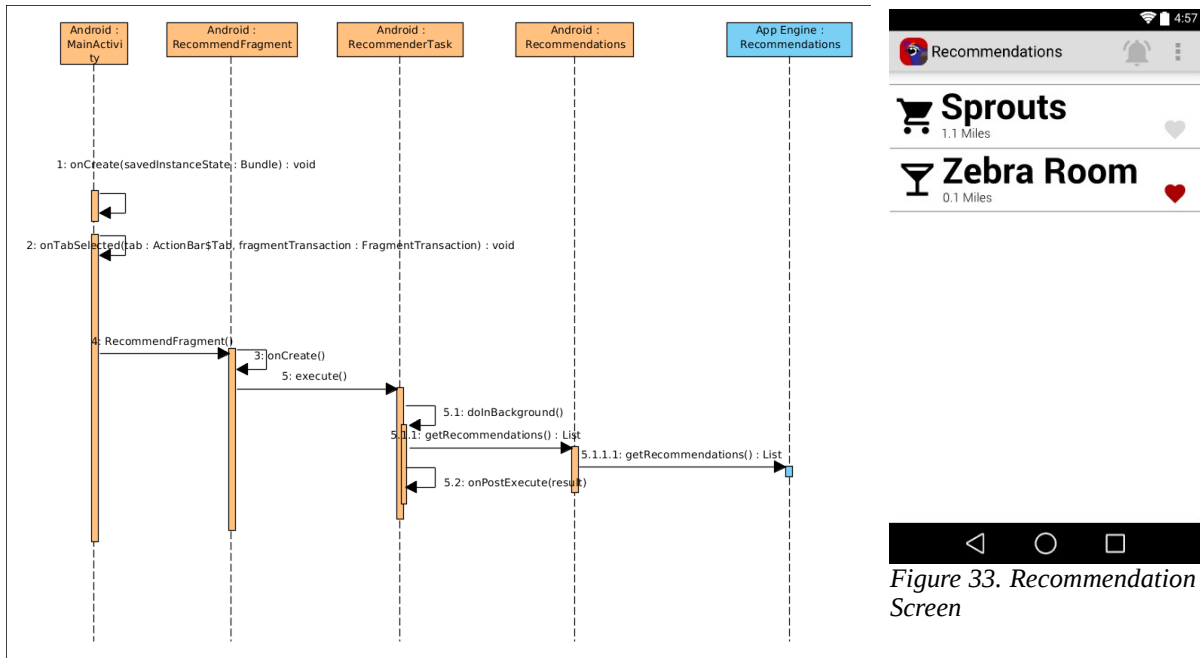 Android :
MainActivi
ty
Android :
RecommendFragment
Android :
RecommenderTask
Android :
Recommendations
App Engine :
Recommendations
1: onCreate(savedInstanceState : Bundle) : void
2: onTabSelected(tab : ActionBar$Tab, fragmentTransaction : FragmentTransaction) : void
4: RecommendFragment()
3: onCreate()
5: execute()
5.1: doInBackground()
5.1.1: getRecommendations() : List
5.1.1.1: getRecommendations() : List
5.2: onPostExecute(result)
4:57
Recommendations
Sprouts
1.1 Miles
Zebra Room
0.1 Miles
Figure 33. Recommendation
Screen